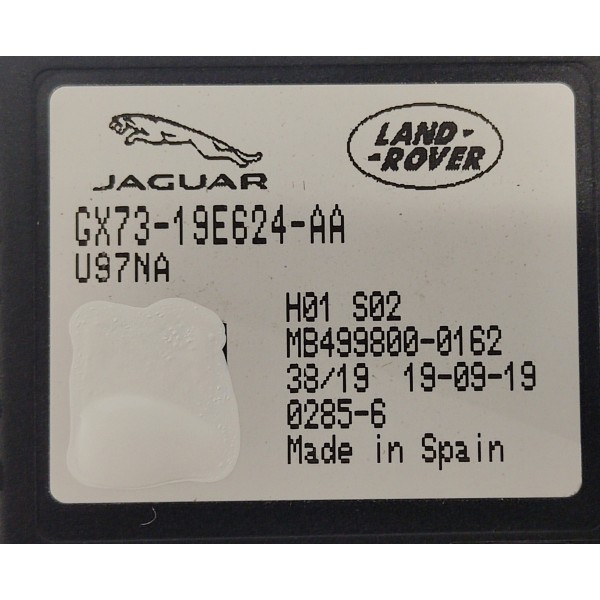 JAGUAR
LAND-
-ROVER
GX73-19E624-AA
U97NA
H01 S02
MB499800-0162
38/19 19-09-19
0285-6
Made in Spain